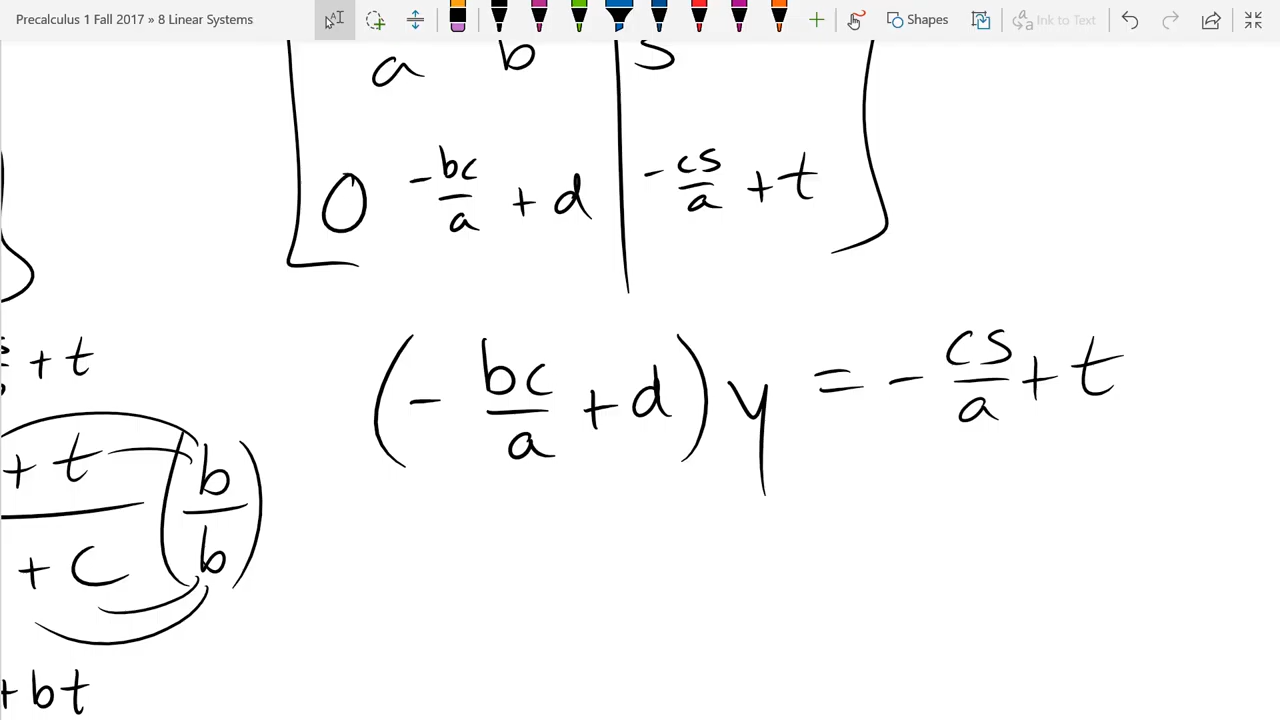 Precalculus 1 Fall 2017 » 8 Linear Systems
Shapes
Ink to Text
a b s
0 -bc/a + d -cs/a + t
+ t
(- bc/a + d) y = - cs/a + t
+ t (b/b)
+ c
+ bt